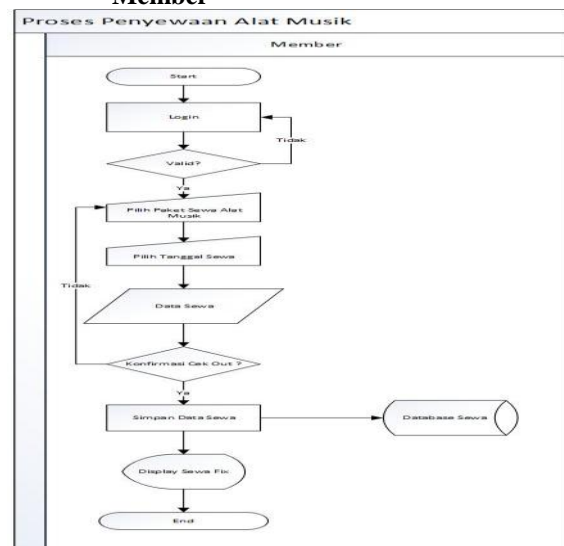 Member
Proses Penyewaan Alat Musik
Member
Start
Login
Tidak
Valid?
Ya
Pilih Paket Sewa Alat
Musik
Pilih Tanggal Sewa
Tidak
Data Sewa
Konfirmasi Cek Out ?
Ya
Simpan Data Sewa
Database Sewa
Display Sewa Fix
End